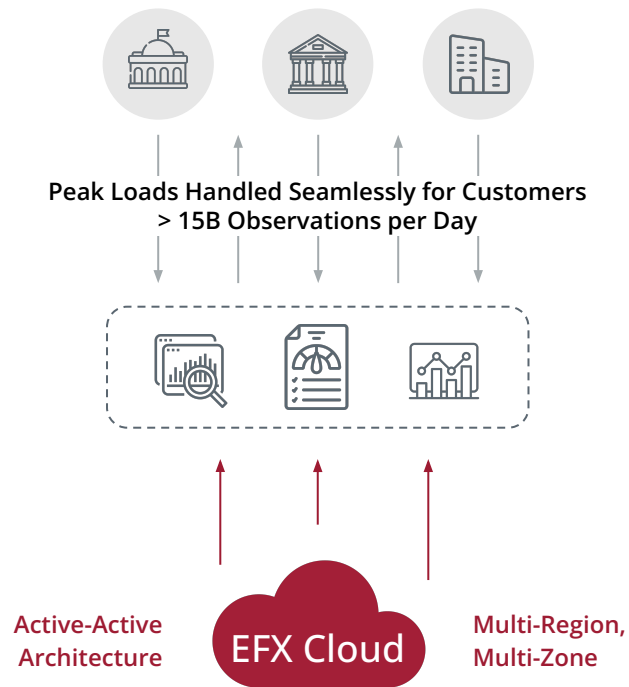 Peak Loads Handled Seamlessly for Customers
> 15B Observations per Day
Active-Active
Architecture
EFX Cloud
Multi-Region,
Multi-Zone